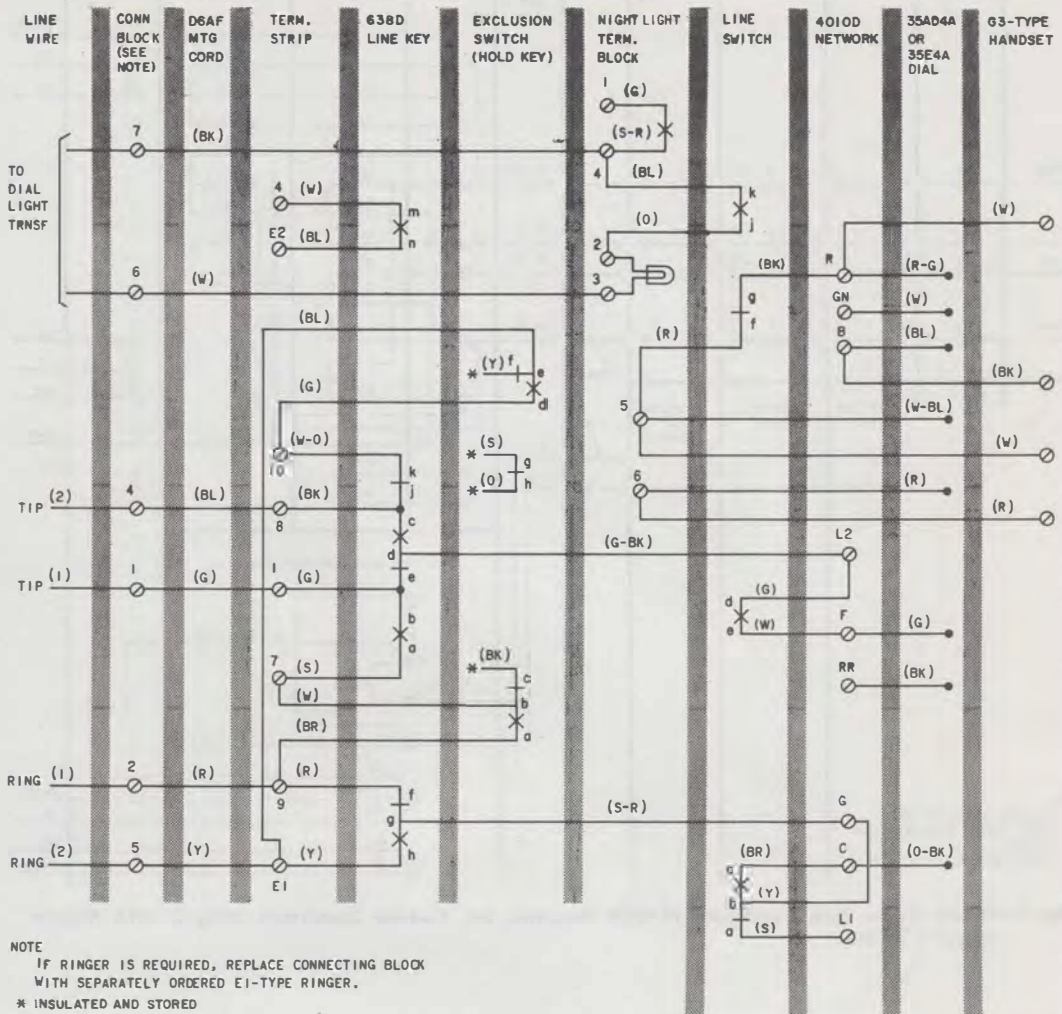 LINE WIRE
CONN BLOCK (SEE NOTE)
D6AF MTG CORD
TERM. STRIP
638D LINE KEY
EXCLUSION SWITCH (HOLD KEY)
NIGHT LIGHT TERM. BLOCK
LINE SWITCH
4010D NETWORK
35AD4A OR 35E4A DIAL
G3-TYPE HANDSET
1 (G)
7 (BK) (S-R)
4 (BL)
TO DIAL LIGHT TRNSF
4 (W) m k
n j
E2 (BL) 2 (O)
(W)
6 (W) 3
(BK) R (R-G)
g GN (W)
f B (BL)
(BL) (R)
(Y) f e
(BK)
(G) dl
5 (W-BL)
10 (W-O) (S) g (W)
k (O) h
j 6 (R)
TIP (2) 4 (BL) 8 (BK) (R)
c
d (G-BK) L2
e
TIP (1) 1 (G) 1 (G)
d (G)
b e (W) F (G)
a
7 (S) (BK) RR (BK)
(W) c
b
(BR) a
RING (1) 2 (R) 9 (R)
f
g (S-R) G
h
RING (2) 5 (Y) E1 (Y)
(BR) C (O-BK)
c
b (Y)
a (S) L1
NOTE
IF RINGER IS REQUIRED, REPLACE CONNECTING BLOCK
WITH SEPARATELY ORDERED E1-TYPE RINGER.
* INSULATED AND STORED